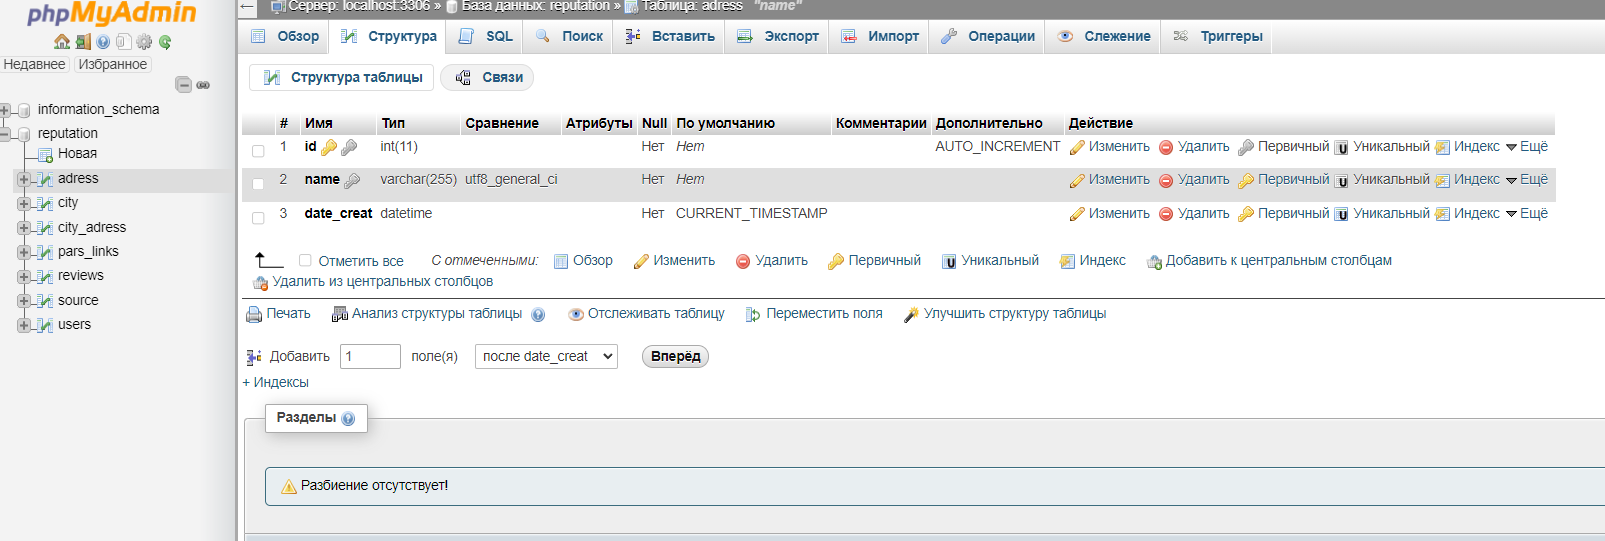 phpMyAdmin
Недавнее Избранное
information_schema
reputation
Новая
adress
city
city_adress
pars_links
reviews
source
users
Сервер: localhost:3306 » База данных: reputation » Таблица: adress "name"
Обзор Структура SQL Поиск Вставить Экспорт Импорт Операции Слежение Триггеры
Структура таблицы Связи
# Имя Тип Сравнение Атрибуты Null По умолчанию Комментарии Дополнительно Действие
1 id int(11) Нет Нет AUTO_INCREMENT Изменить Удалить Первичный Уникальный Индекс Ещё
2 name varchar(255) utf8_general_ci Нет Нет Изменить Удалить Первичный Уникальный Индекс Ещё
3 date_creat datetime Нет CURRENT_TIMESTAMP Изменить Удалить Первичный Уникальный Индекс Ещё
Отметить все С отмеченными: Обзор Изменить Удалить Первичный Уникальный Индекс Добавить к центральным столбцам
Удалить из центральных столбцов
Печать Анализ структуры таблицы Отслеживать таблицу Переместить поля Улучшить структуру таблицы
Добавить 1 поле(я) после date_creat Вперёд
+ Индексы
Разделы
Разбиение отсутствует!